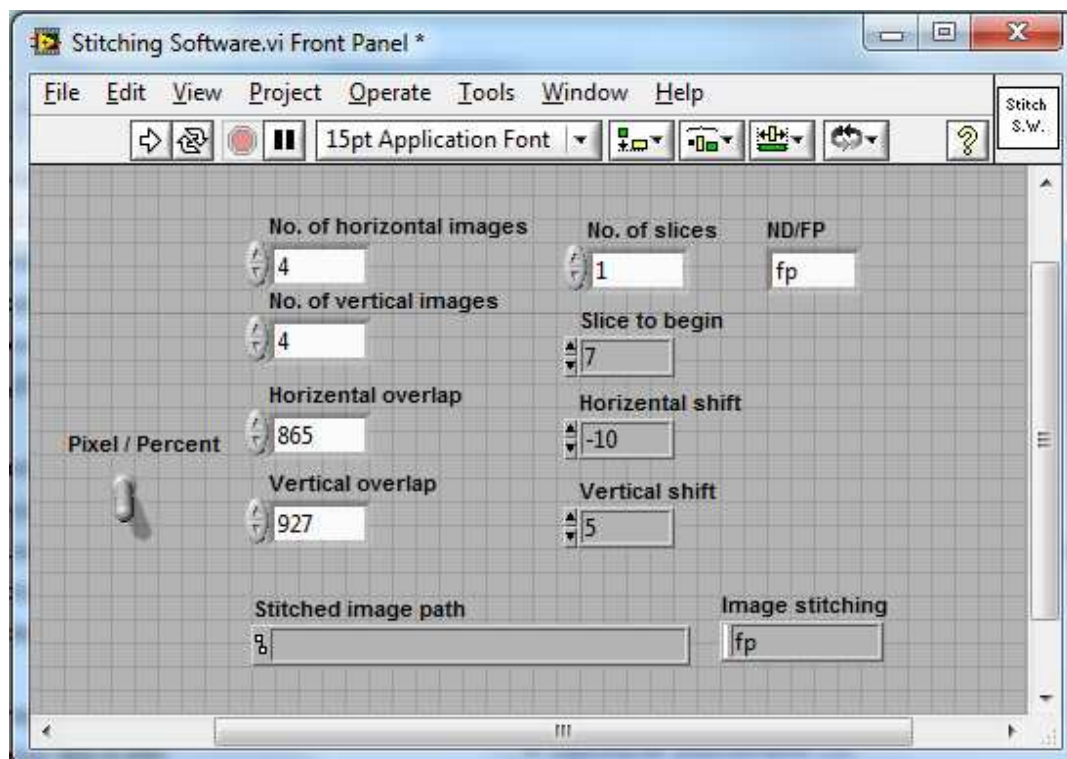 Stitching Software.vi Front Panel *
File Edit View Project Operate Tools Window Help
15pt Application Font
Stitch
S.W.
No. of horizontal images
4
No. of slices
1
ND/FP
fp
No. of vertical images
4
Slice to begin
7
Horizental overlap
865
Horizental shift
-10
Pixel / Percent
Vertical overlap
927
Vertical shift
5
Stitched image path
Image stitching
fp